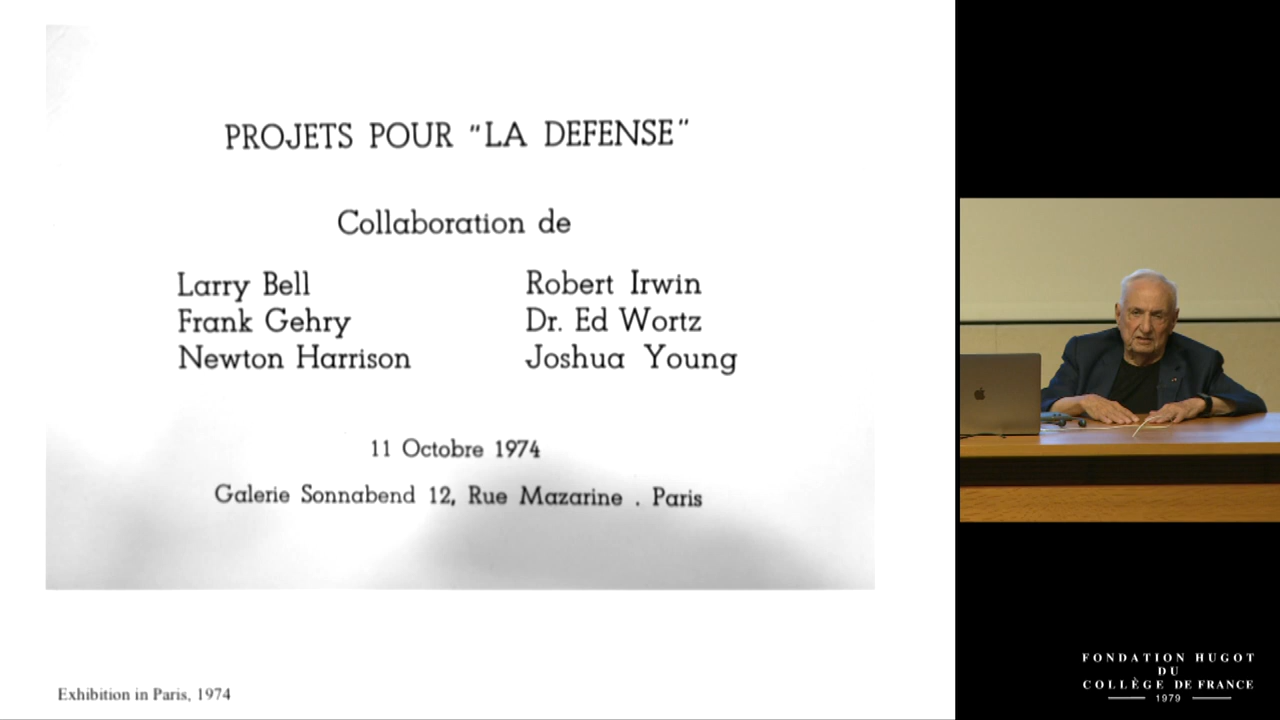 PROJETS POUR "LA DEFENSE"
Collaboration de
Larry Bell
Frank Gehry
Newton Harrison
Robert Irwin
Dr. Ed Wortz
Joshua Young
11 Octobre 1974
Galerie Sonnabend 12, Rue Mazarine . Paris
Exhibition in Paris, 1974
FONDATION HUGOT
DU
COLLÈGE DE FRANCE
1979